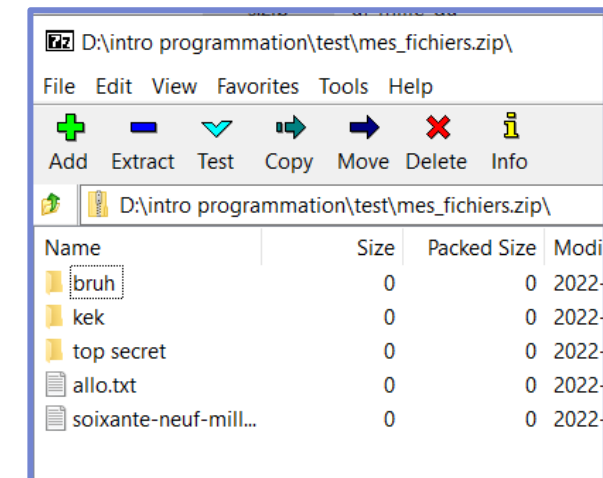 D:\intro programmation\test\mes_fichiers.zip\
File Edit View Favorites Tools Help
Add Extract Test Copy Move Delete Info
D:\intro programmation\test\mes_fichiers.zip\
Name Size Packed Size Modi
bruh 0 0 2022-
kek 0 0 2022-
top secret 0 0 2022-
allo.txt 0 0 2022-
soixante-neuf-mill... 0 0 2022-